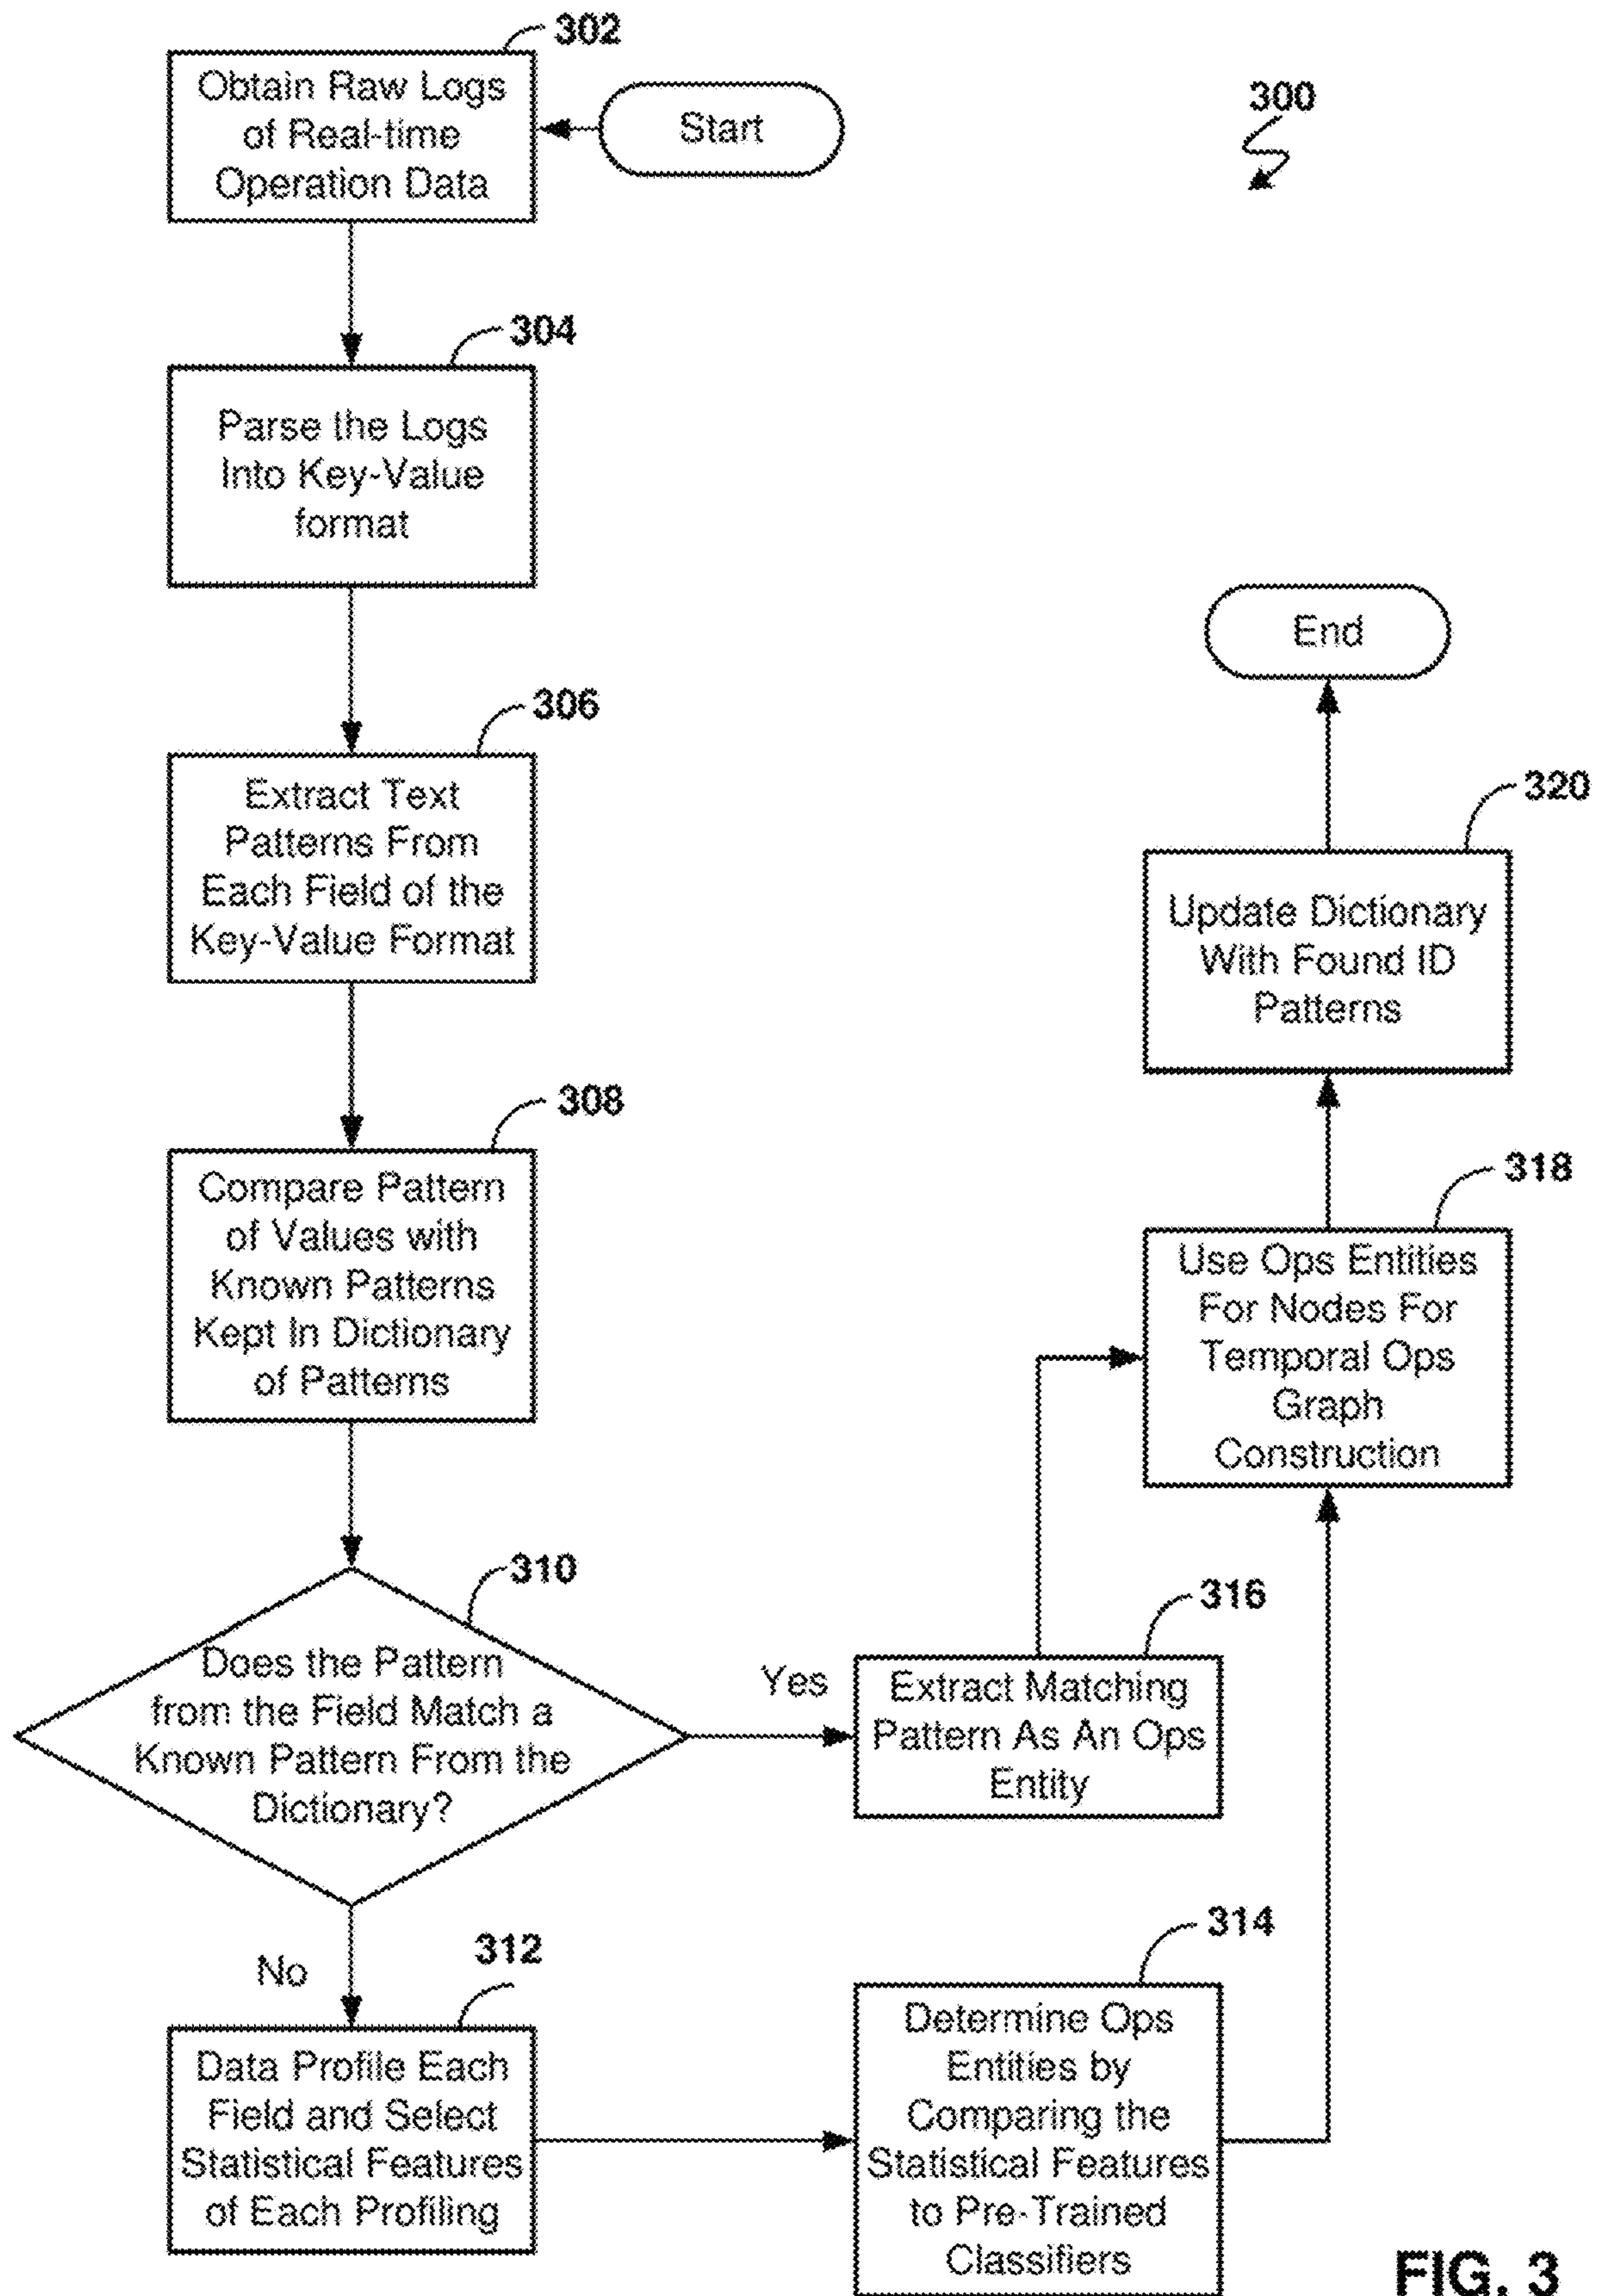 302
Obtain Raw Logs
of Real-time
Operation Data
Start
300
304
Parse the Logs
Into Key-Value
format
306
Extract Text
Patterns From
Each Field of the
Key-Value Format
308
Compare Pattern
of Values with
Known Patterns
Kept In Dictionary
of Patterns
310
Does the Pattern
from the Field Match a
Known Pattern From the
Dictionary?
Yes
No
312
Data Profile Each
Field and Select
Statistical Features
of Each Profiling
314
Determine Ops
Entities by
Comparing the
Statistical Features
to Pre-Trained
Classifiers
316
Extract Matching
Pattern As An Ops
Entity
318
Use Ops Entities
For Nodes For
Temporal Ops
Graph
Construction
320
Update Dictionary
With Found ID
Patterns
End
FIG. 3